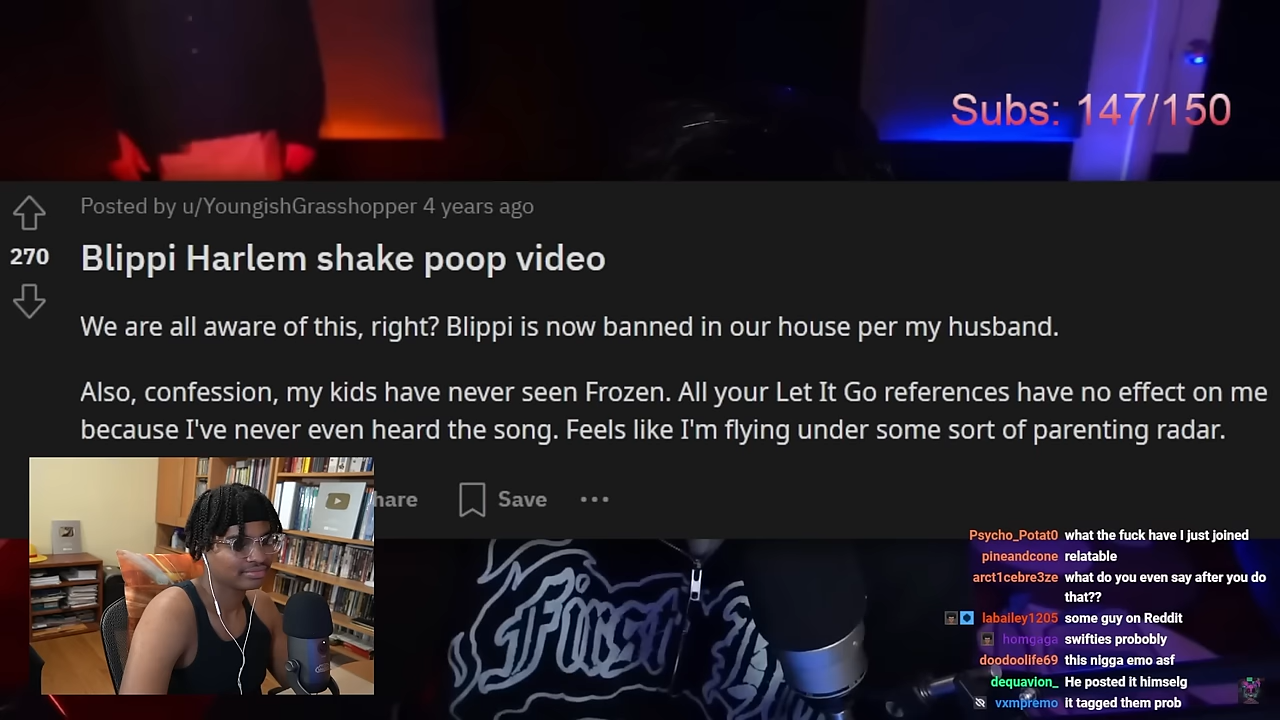 Subs: 147/150
Posted by u/YoungishGrasshopper 4 years ago
270
Blippi Harlem shake poop video
We are all aware of this, right? Blippi is now banned in our house per my husband.
Also, confession, my kids have never seen Frozen. All your Let It Go references have no effect on me
because I've never even heard the song. Feels like I'm flying under some sort of parenting radar.
hare
Save
Psycho_Potat0 what the fuck have I just joined
pineandcone relatable
arct1cebre3ze what do you even say after you do
that??
labailey1205 some guy on Reddit
homgaga swifties probobly
doodoolife69 this nigga emo asf
dequavion_ He posted it himselg
vxmpremo it tagged them prob
First